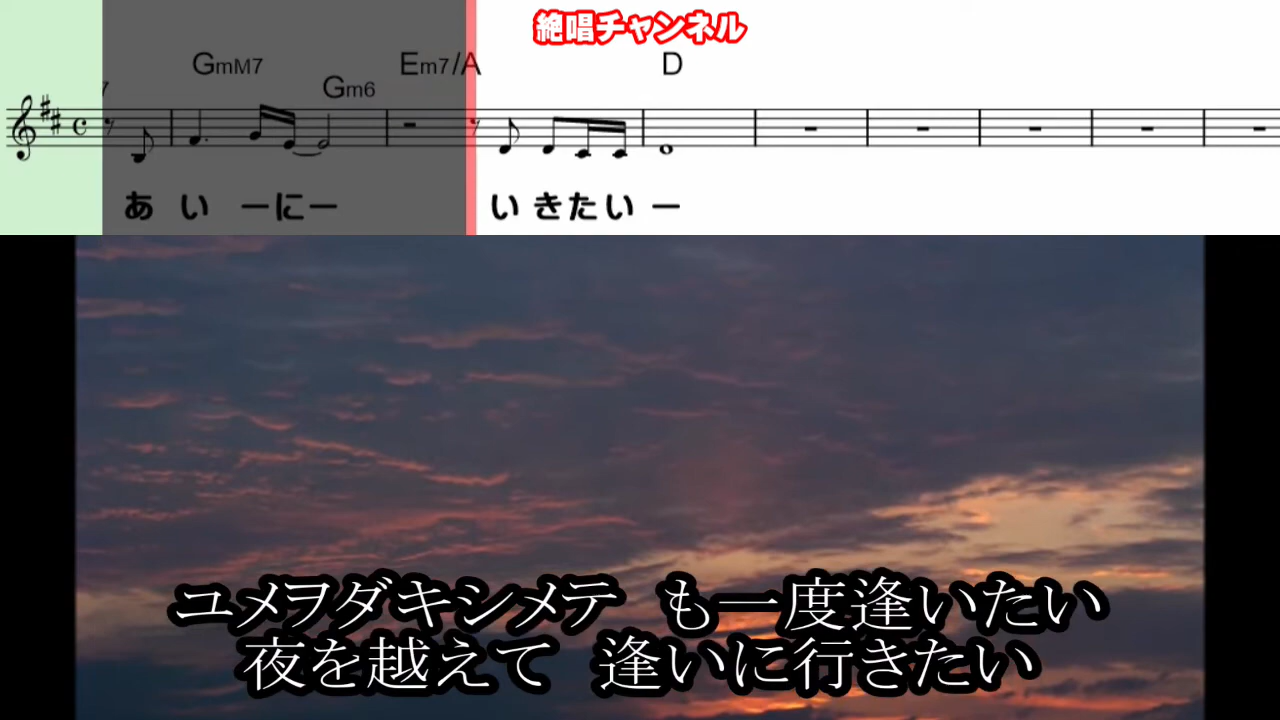 絶唱チャンネル
7 GmM7 Gm6 Em7/A D
あ い ーにー いきたい ー
ユメヲダキシメテ も一度逢いたい
夜を越えて 逢いに行きたい